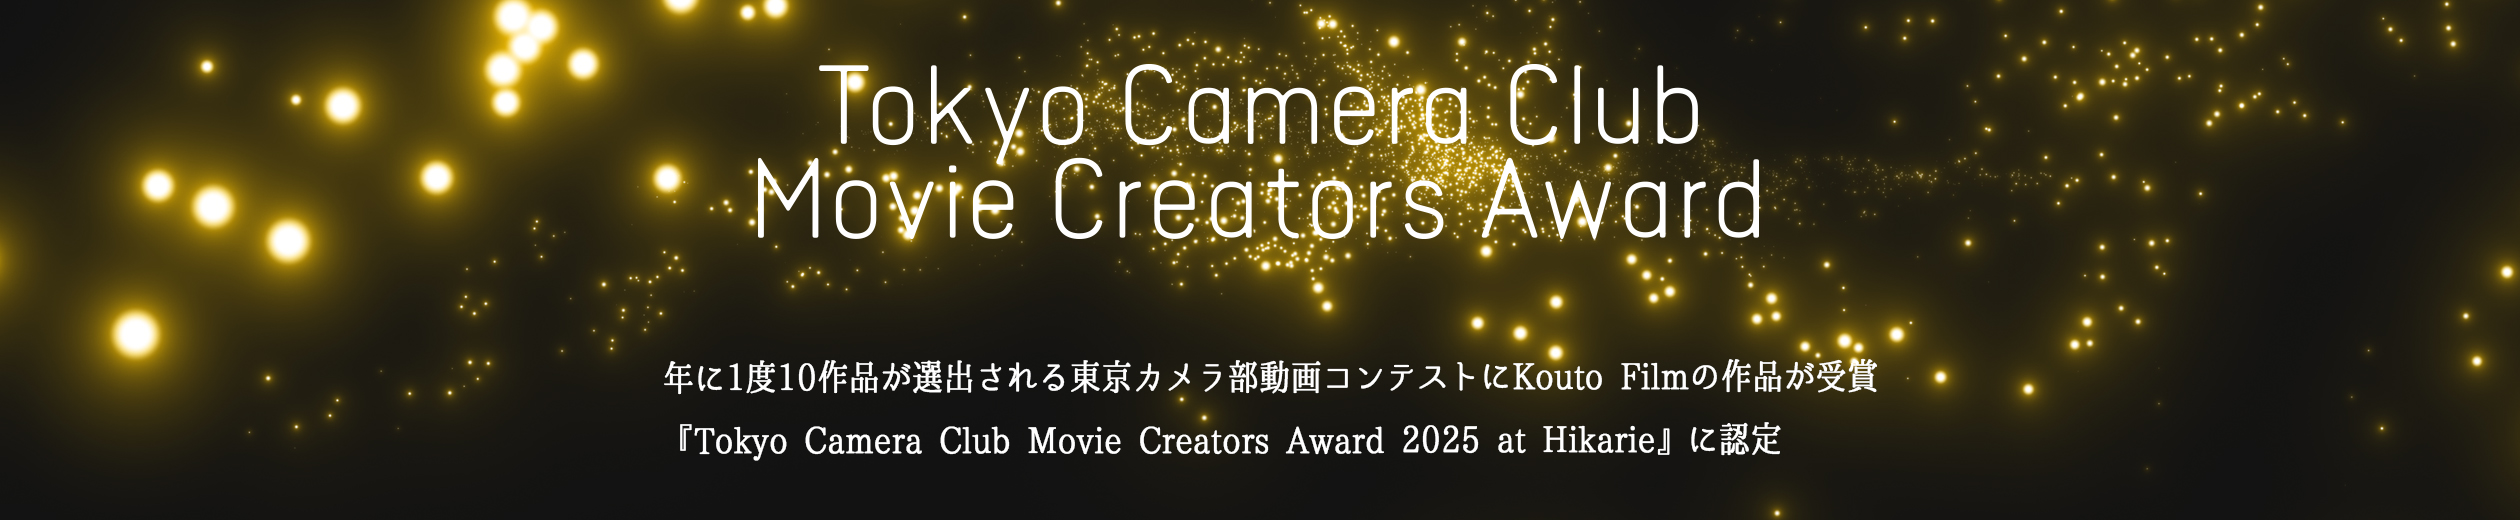 Tokyo Camera Club
Movie Creators Award
年に1度10作品が選出される東京カメラ部動画コンテストにKouto Filmの作品が受賞
『Tokyo Camera Club Movie Creators Award 2025 at Hikarie』に認定